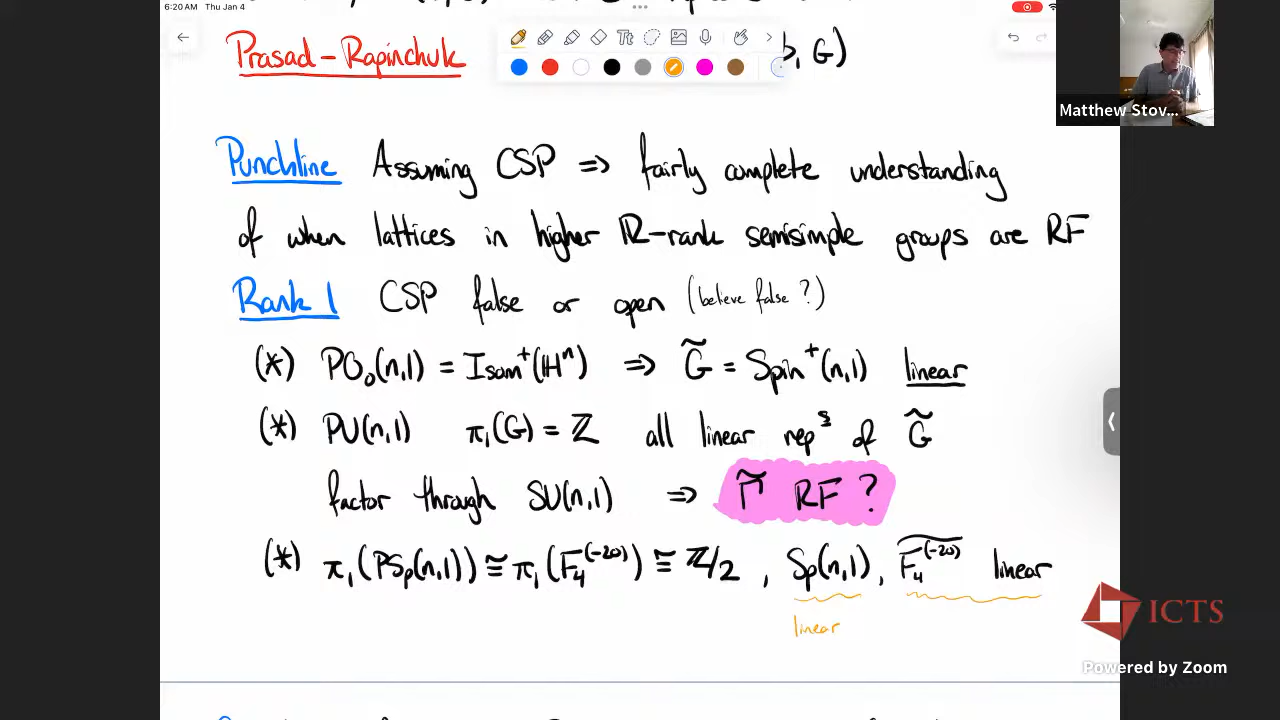 6:20AM Thu Jan 4
Prasad-Rapinchuk , G)
Punchline Assuming CSP ⇒ fairly complete understanding
of when lattices in higher ℝ-rank semisimple groups are RF
Rank 1 CSP false or open (believe false?)
(*) PO₀(n,1) = Isom⁺(ℍⁿ) ⇒ G̃ = Spin⁺(n,1) linear
(*) PU(n,1) π₁(G) = ℤ all linear repˢ of G̃
factor through SU(n,1) ⇒ Γ̃ RF ?
(*) π₁(PSp(n,1)) ≅ π₁(F₄⁽⁻²⁰⁾) ≅ ℤ/2 , Sp(n,1), F̃₄⁽⁻²⁰⁾ linear
linear
Matthew Stov...
ICTS
Powered by Zoom